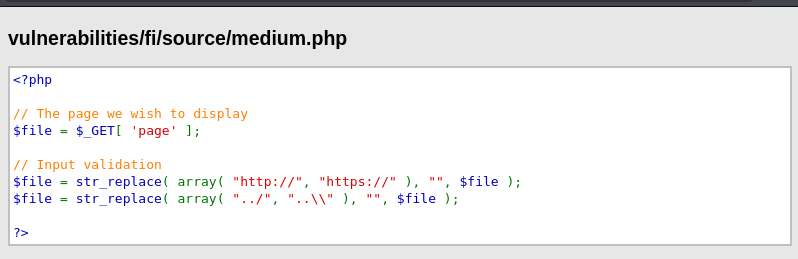 vulnerabilities/fi/source/medium.php
<?php
// The page we wish to display
$file = $_GET[ 'page' ];
// Input validation
$file = str_replace( array( "http://", "https://" ), "", $file );
$file = str_replace( array( "../", "..\\" ), "", $file );
?>